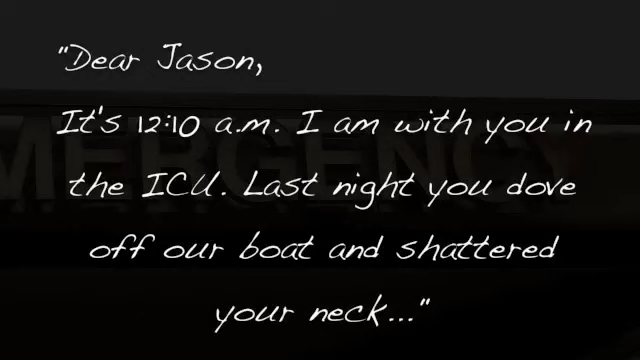 "Dear Jason,
It's 12:10 a.m. I am with you in
EMERGENCY
the ICU. Last night you dove
off our boat and shattered
your neck..."